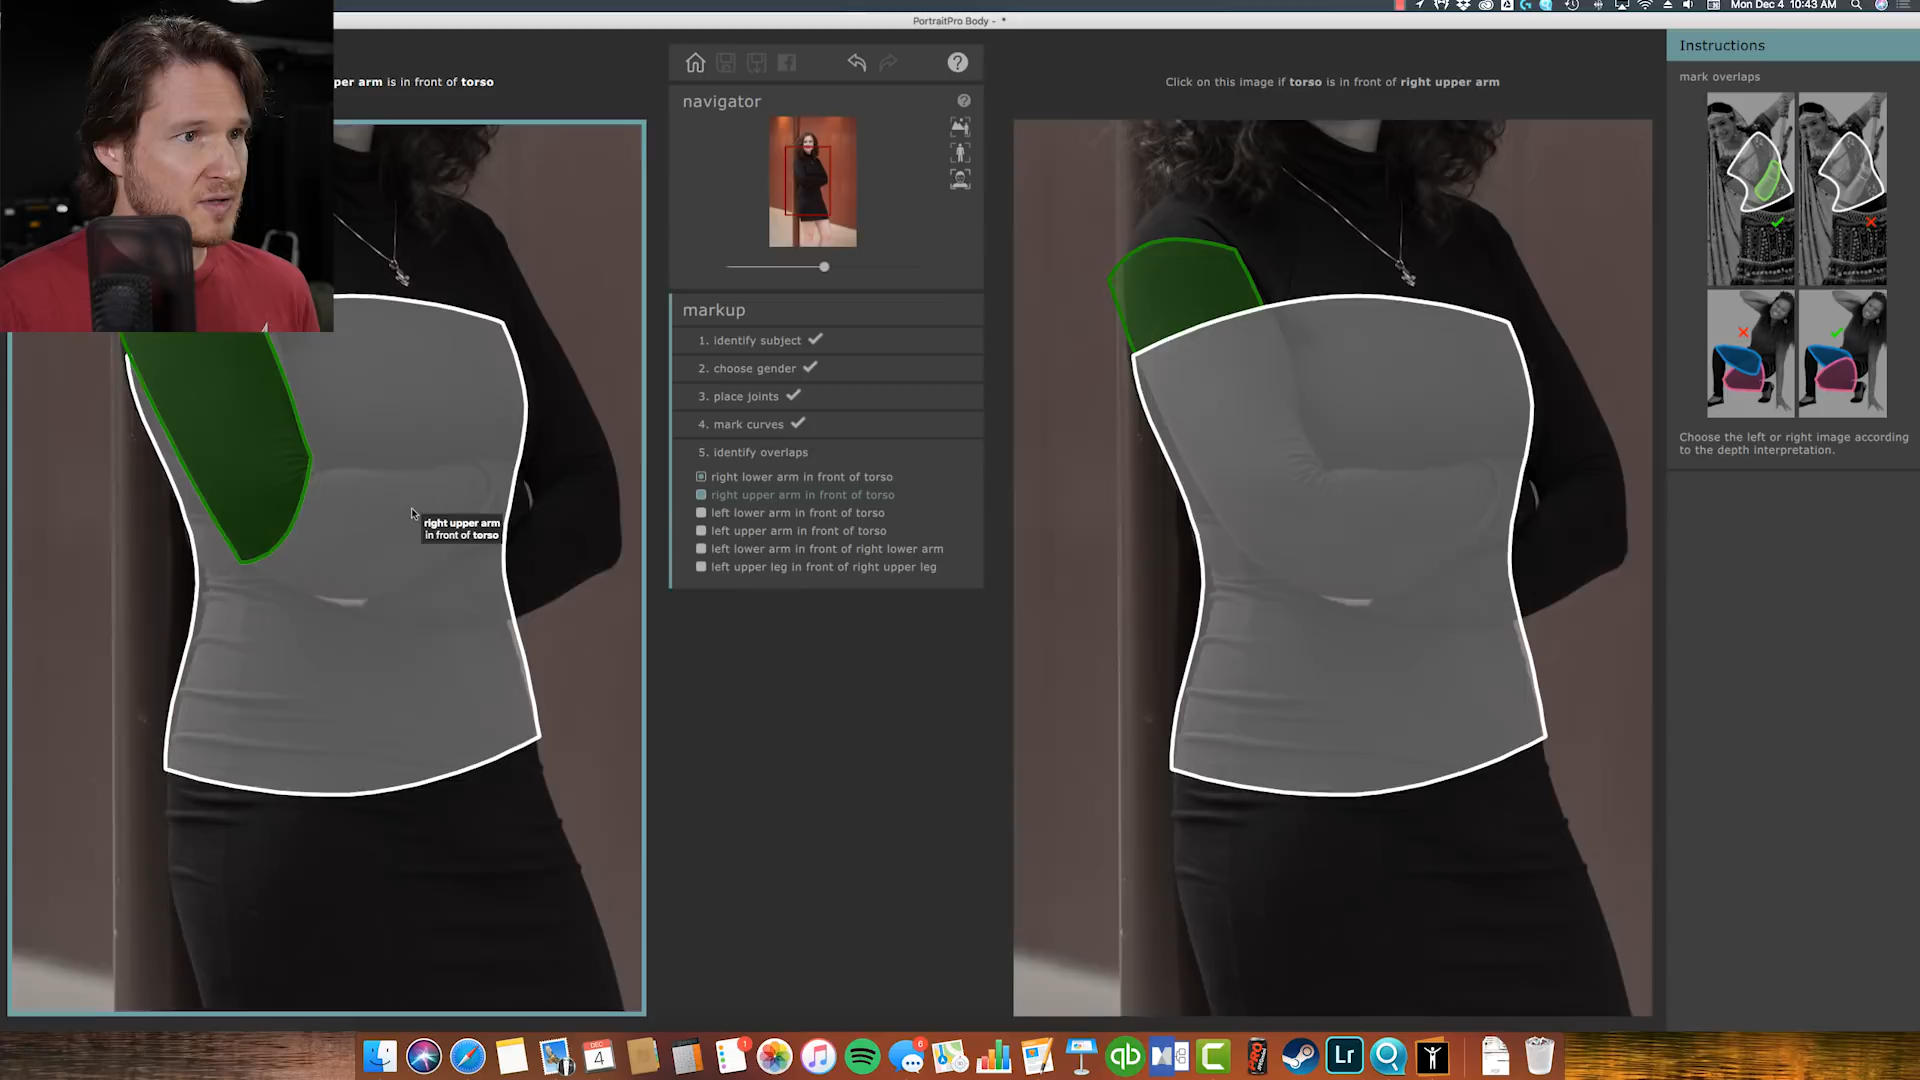 Mon Dec 4 10:43 AM
PortraitPro Body - *
per arm is in front of torso
Click on this image if torso is in front of right upper arm
navigator
markup
1. identify subject
2. choose gender
3. place joints
4. mark curves
5. identify overlaps
right lower arm in front of torso
right upper arm in front of torso
left lower arm in front of torso
left upper arm in front of torso
left lower arm in front of right lower arm
left upper leg in front of right upper leg
right upper arm
in front of torso
Instructions
mark overlaps
Choose the left or right image according
to the depth interpretation.
DEC
4
1
6
qb
C
Lr